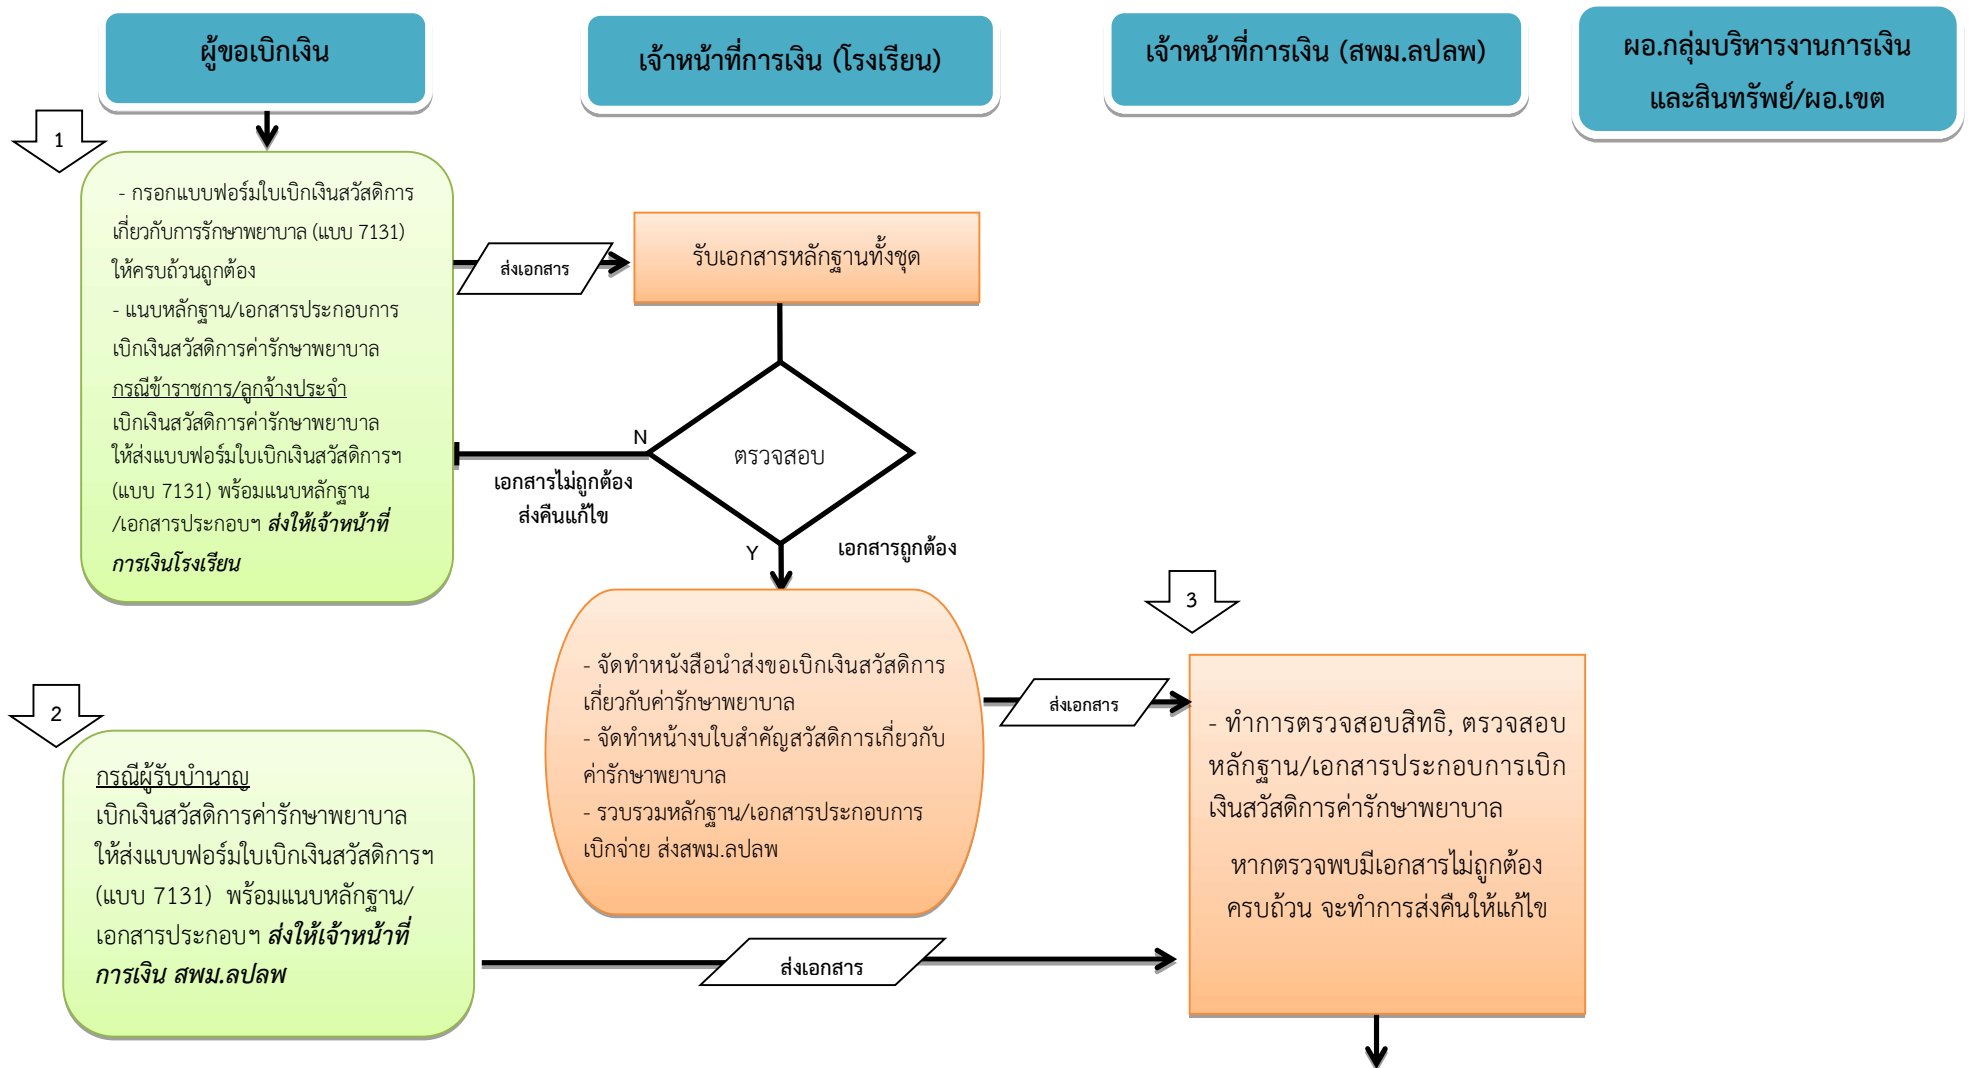 ผู้ขอเบิกเงิน
เจ้าหน้าที่การเงิน (โรงเรียน)
เจ้าหน้าที่การเงิน (สพม.ลปลพ)
ผอ.กลุ่มบริหารงานการเงิน
และสินทรัพย์/ผอ.เขต
1
- กรอกแบบฟอร์มใบเบิกเงินสวัสดิการ
เกี่ยวกับการรักษาพยาบาล (แบบ 7131)
ให้ครบถ้วนถูกต้อง
- แนบหลักฐาน/เอกสารประกอบการ
เบิกเงินสวัสดิการค่ารักษาพยาบาล
กรณีข้าราชการ/ลูกจ้างประจำ
เบิกเงินสวัสดิการค่ารักษาพยาบาล
ให้ส่งแบบฟอร์มใบเบิกเงินสวัสดิการฯ
(แบบ 7131) พร้อมแนบหลักฐาน
/เอกสารประกอบฯ ส่งให้เจ้าหน้าที่
การเงินโรงเรียน
ส่งเอกสาร
รับเอกสารหลักฐานทั้งชุด
ตรวจสอบ
N
เอกสารไม่ถูกต้อง
ส่งคืนแก้ไข
Y
เอกสารถูกต้อง
- จัดทำหนังสือนำส่งขอเบิกเงินสวัสดิการ
เกี่ยวกับค่ารักษาพยาบาล
- จัดทำหน้างบใบสำคัญสวัสดิการเกี่ยวกับ
ค่ารักษาพยาบาล
- รวบรวมหลักฐาน/เอกสารประกอบการ
เบิกจ่าย ส่งสพม.ลปลพ
ส่งเอกสาร
2
กรณีผู้รับบำนาญ
เบิกเงินสวัสดิการค่ารักษาพยาบาล
ให้ส่งแบบฟอร์มใบเบิกเงินสวัสดิการฯ
(แบบ 7131) พร้อมแนบหลักฐาน/
เอกสารประกอบฯ ส่งให้เจ้าหน้าที่
การเงิน สพม.ลปลพ
ส่งเอกสาร
3
- ทำการตรวจสอบสิทธิ, ตรวจสอบ
หลักฐาน/เอกสารประกอบการเบิก
เงินสวัสดิการค่ารักษาพยาบาล
หากตรวจพบมีเอกสารไม่ถูกต้อง
ครบถ้วน จะทำการส่งคืนให้แก้ไข